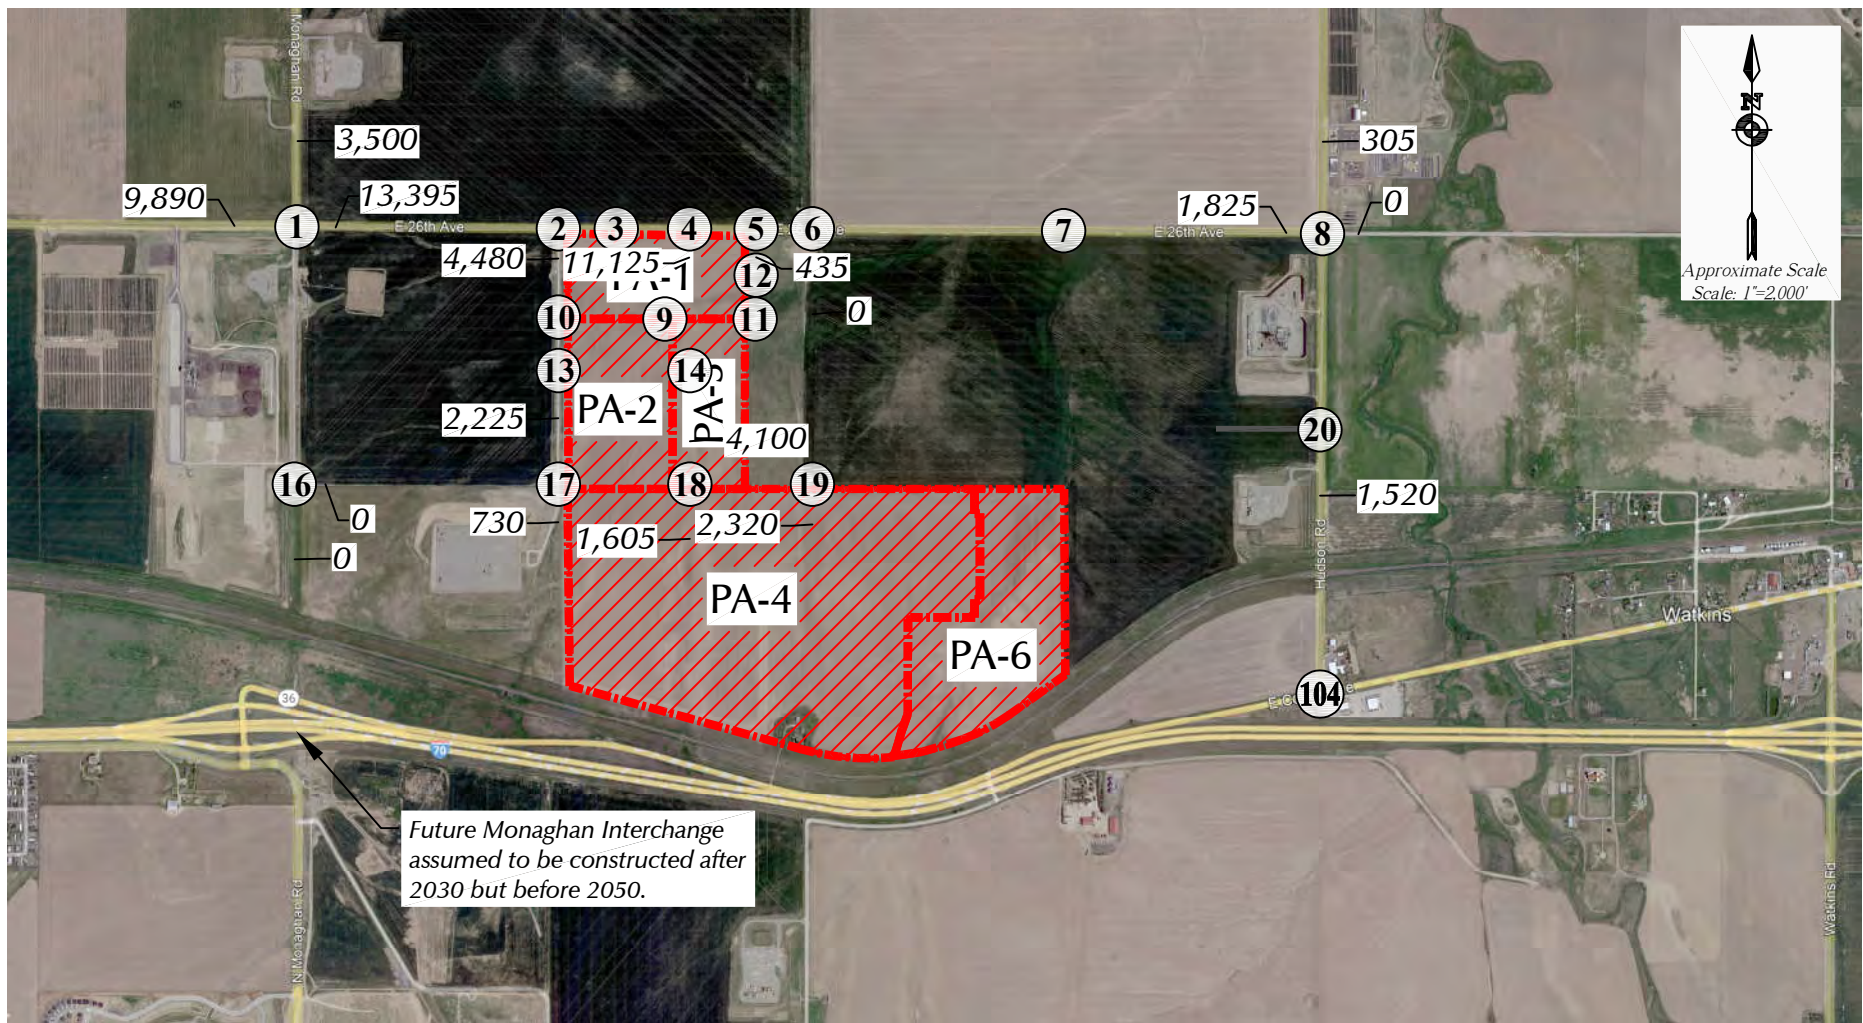 Monaghan Rd
3,500
305
N
9,890
13,395
1,825
0
1
2
3
4
5
6
7
8
E 26th Ave
E 26th Ave
4,480
11,125
435
12
Approximate Scale
Scale: 1"=2,000'
PA-1
0
10
9
11
13
14
PA-2
2,225
4,100
16
17
18
19
20
0
730
1,605
2,320
1,520
0
Hudson Rd
PA-4
PA-6
Watkins
36
104
70
Future Monaghan Interchange
assumed to be constructed after
2030 but before 2050.
N Monaghan Rd
Watkins Rd